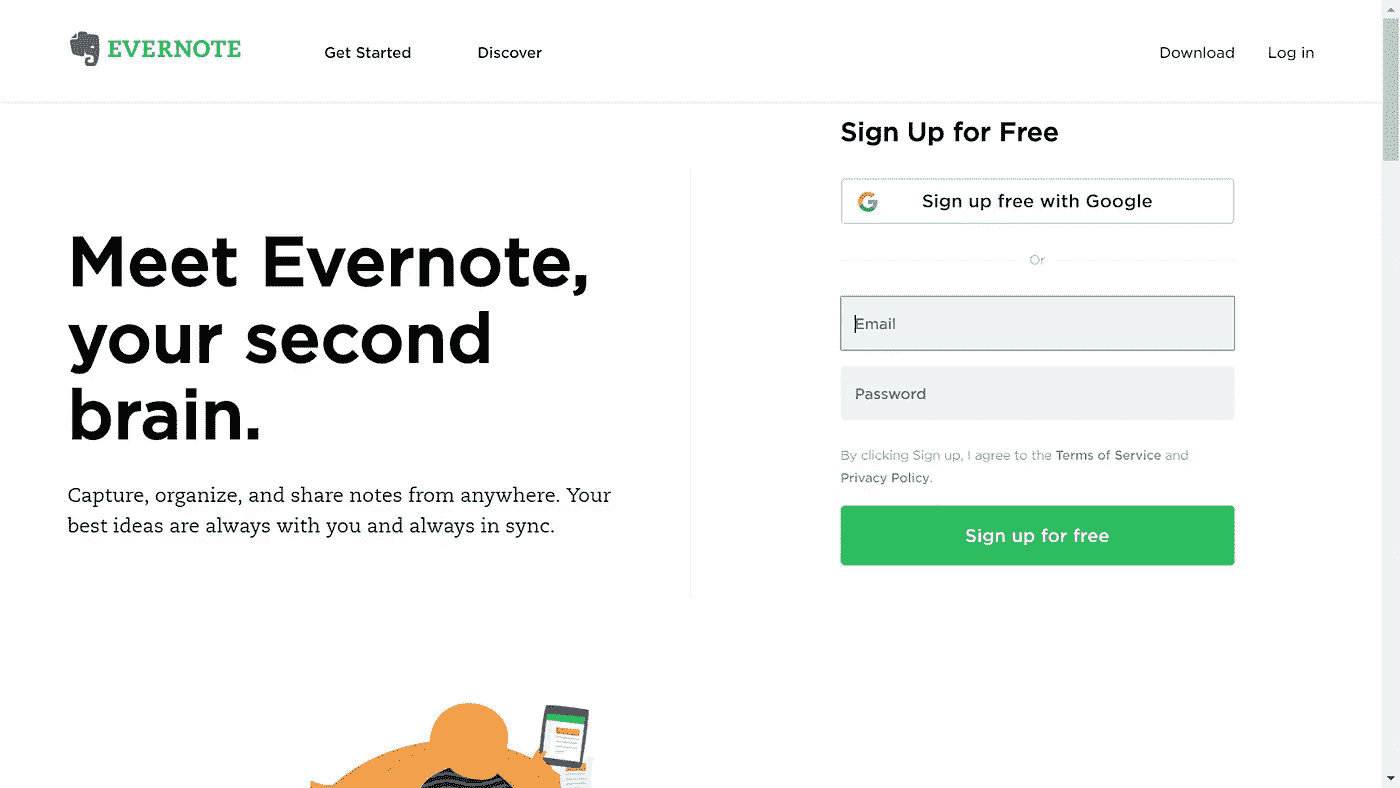 EVERNOTE
Get Started
Discover
Download
Log in
Meet Evernote,
your second
brain.
Capture, organize, and share notes from anywhere. Your
best ideas are always with you and always in sync.
Sign Up for Free
Sign up free with Google
Or
Email
Password
By clicking Sign up, I agree to the Terms of Service and
Privacy Policy.
Sign up for free